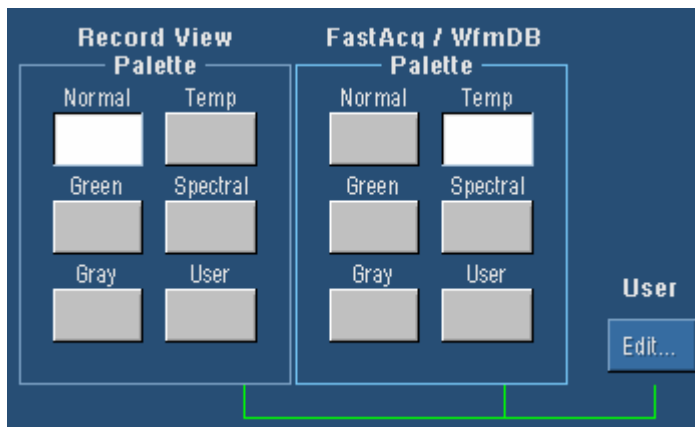 Record View FastAcq / WfmDB
Palette Palette
Normal Temp Normal Temp
Green Spectral Green Spectral
Gray User Gray User
User
Edit...